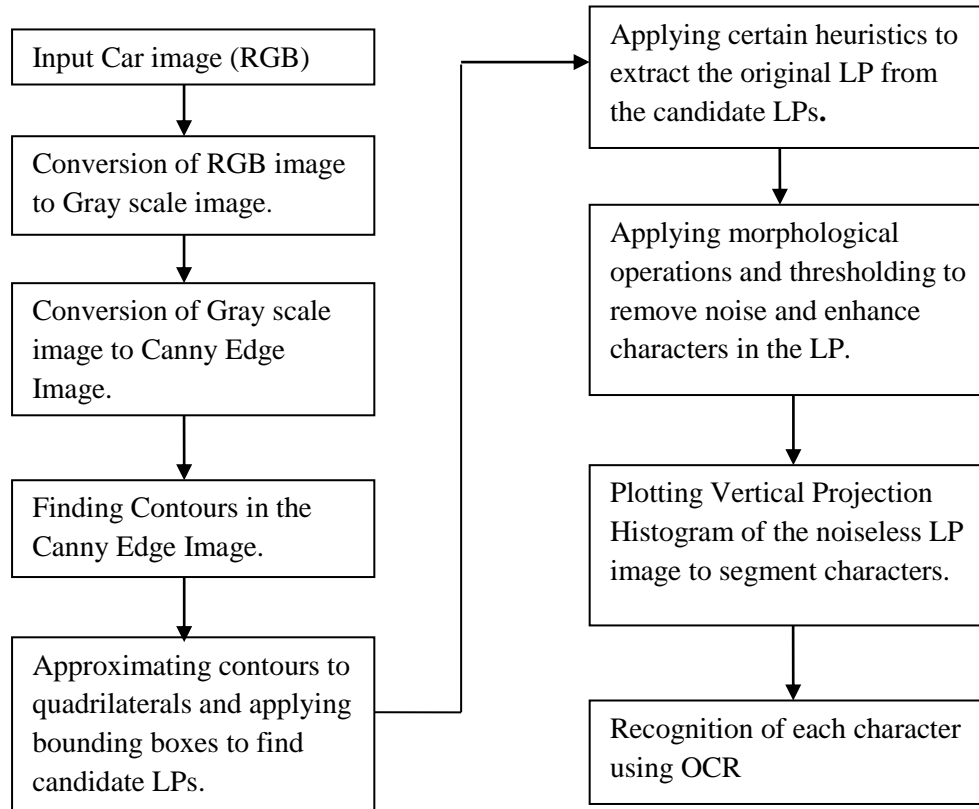 Input Car image (RGB)
Conversion of RGB image
to Gray scale image.
Conversion of Gray scale
image to Canny Edge
Image.
Finding Contours in the
Canny Edge Image.
Approximating contours to
quadrilaterals and applying
bounding boxes to find
candidate LPs.
Applying certain heuristics to
extract the original LP from
the candidate LPs.
Applying morphological
operations and thresholding to
remove noise and enhance
characters in the LP.
Plotting Vertical Projection
Histogram of the noiseless LP
image to segment characters.
Recognition of each character
using OCR